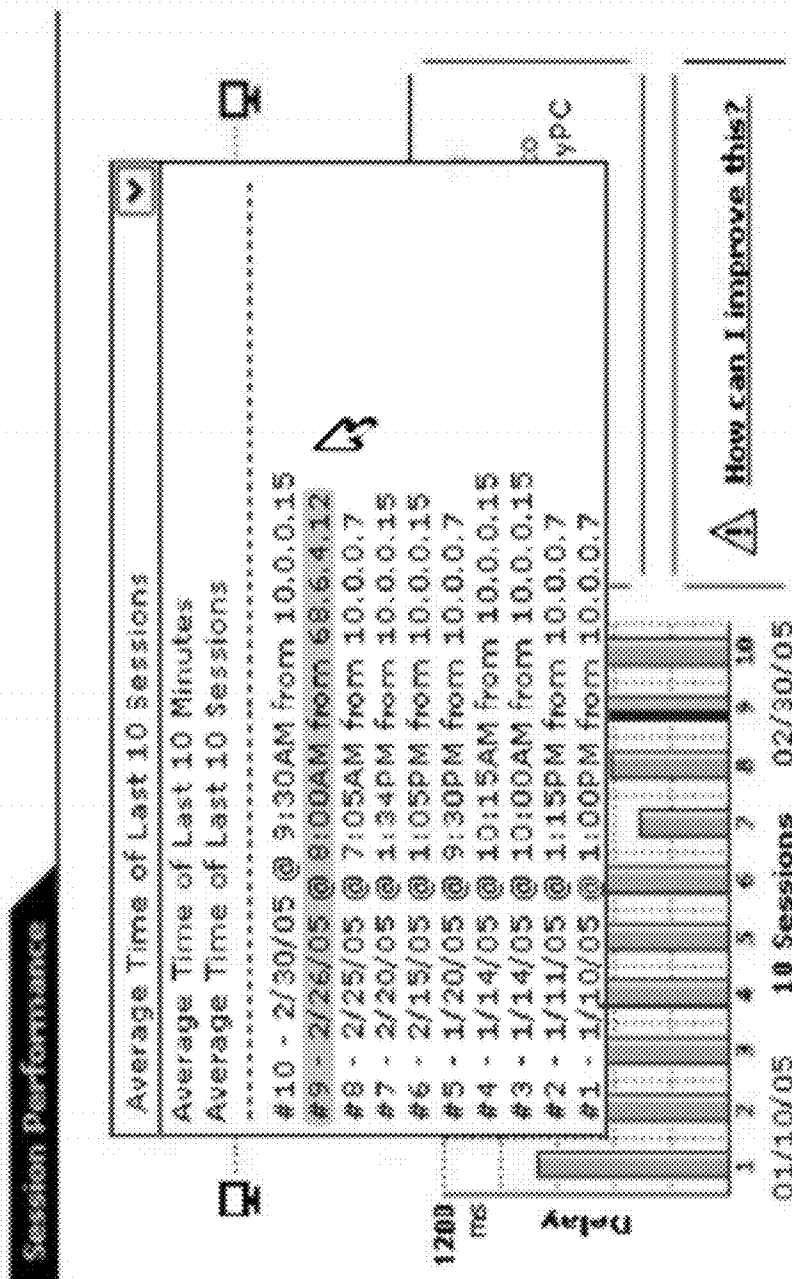 Session Performance
Average Time of Last 10 Sessions
Average Time of Last 10 Minutes
Average Time of Last 10 Sessions
#10 - 2/30/05 @ 9:30AM from 10.0.0.15
#9 - 2/26/05 @ 8:00AM from 68.6.4.12
#8 - 2/25/05 @ 7:05AM from 10.0.0.7
#7 - 2/20/05 @ 1:34PM from 10.0.0.15
#6 - 2/15/05 @ 1:05PM from 10.0.0.15
#5 - 1/20/05 @ 9:30PM from 10.0.0.7
#4 - 1/14/05 @ 10:15AM from 10.0.0.15
#3 - 1/14/05 @ 10:00AM from 10.0.0.15
#2 - 1/11/05 @ 1:15PM from 10.0.0.7
#1 - 1/10/05 @ 1:00PM from 10.0.0.7
to
yPC
1200
ms
Delay
1 2 3 4 5 6 7 8 9 10
01/10/05 10 Sessions 02/30/05
How can I improve this?